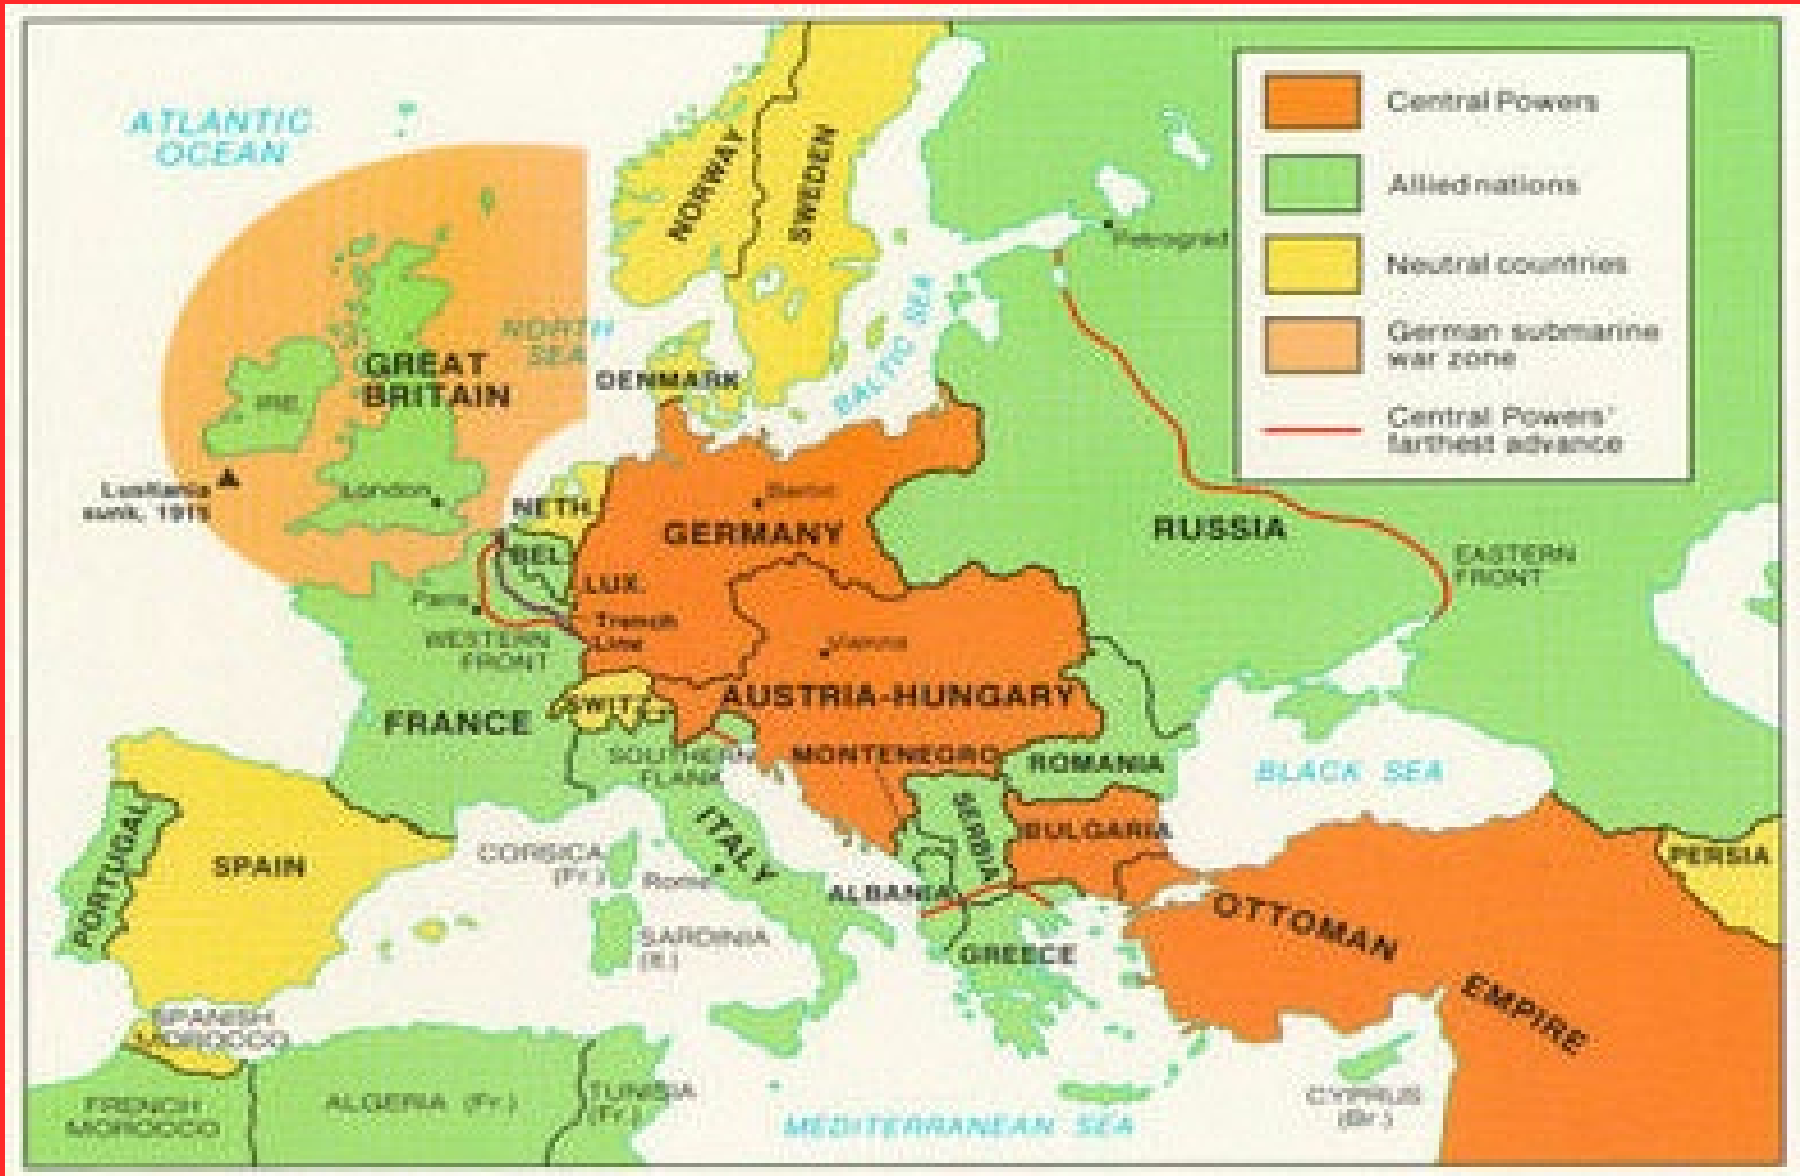 ATLANTIC
OCEAN
NORWAY
SWEDEN
Petrograd
NORTH
SEA
BALTIC SEA
GREAT
BRITAIN
IRE.
DENMARK
Lusitania
sunk, 1915
London
NETH.
Berlin
GERMANY
RUSSIA
BEL.
LUX.
EASTERN
FRONT
Paris
Trench
Line
WESTERN
FRONT
Vienna
FRANCE
SWITZ.
AUSTRIA-HUNGARY
SOUTHERN
FLANK
MONTENEGRO
ROMANIA
BLACK SEA
PORTUGAL
SPAIN
ITALY
SERBIA
BULGARIA
PERSIA
CORSICA
(Fr.)
Rome
ALBANIA
OTTOMAN
EMPIRE
SARDINIA
(It.)
GREECE
SPANISH
MOROCCO
FRENCH
MOROCCO
ALGERIA (Fr.)
TUNISIA
(Fr.)
MEDITERRANEAN SEA
CYPRUS
(Br.)
Central Powers
Allied nations
Neutral countries
German submarine
war zone
Central Powers'
farthest advance